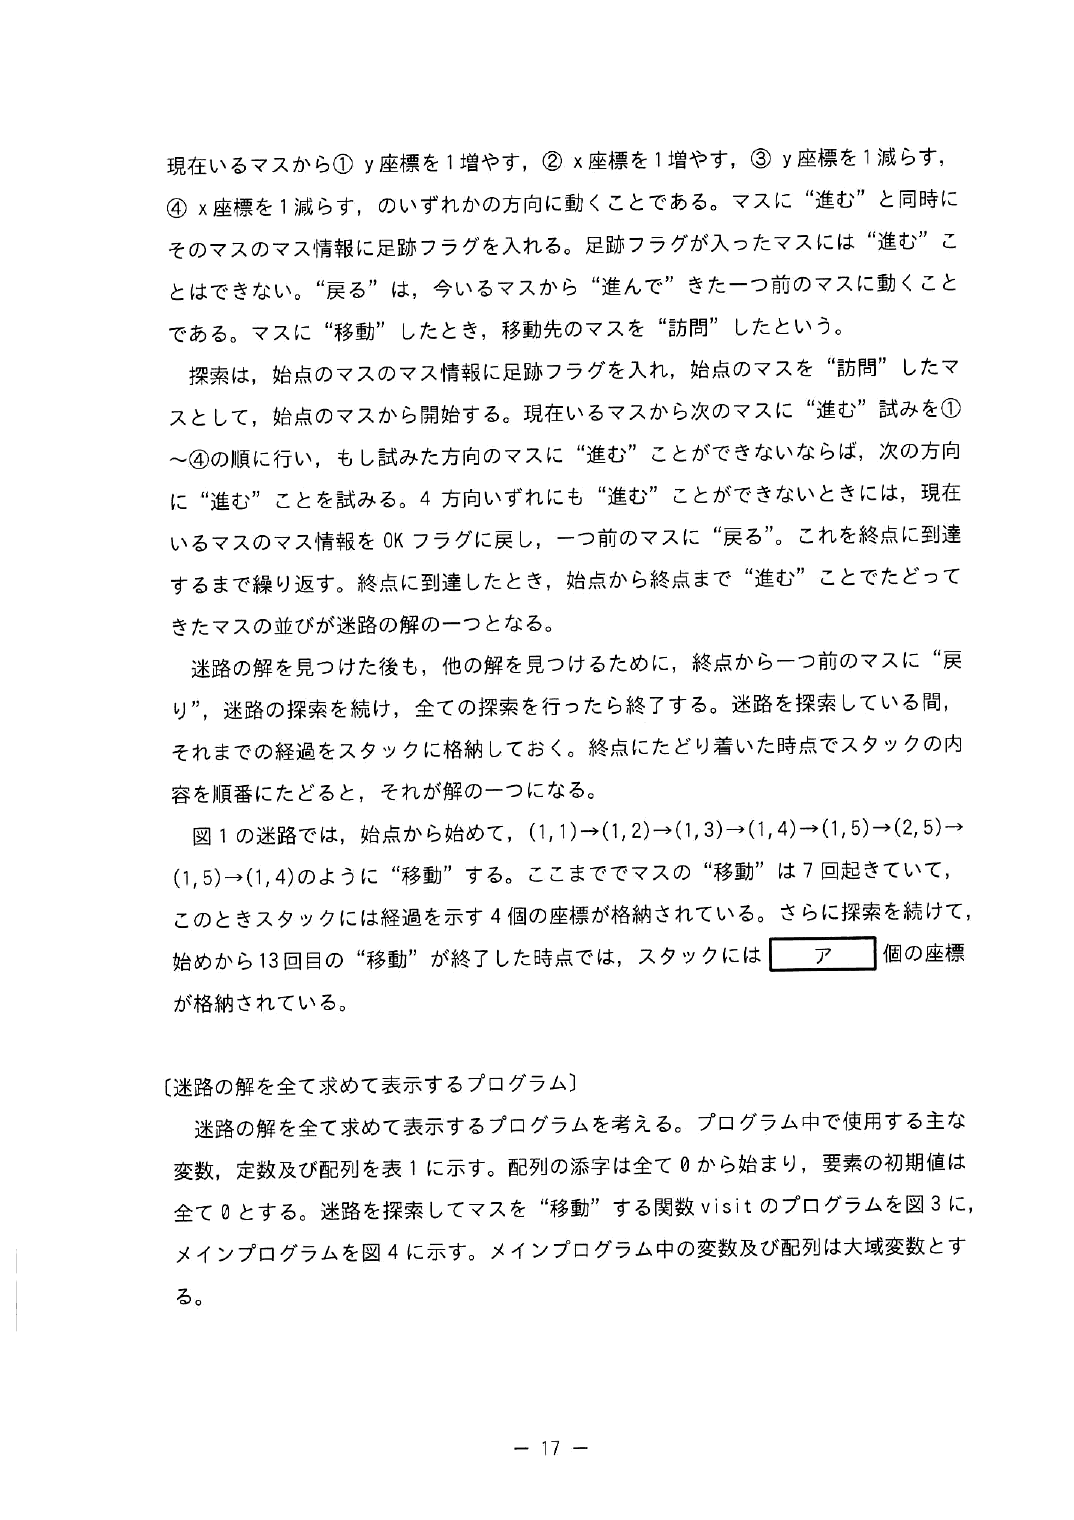 現在いるマスから① y座標を1増やす，② x座標を1増やす，③ y座標を1減らす，
④ x座標を1減らす，のいずれかの方向に動くことである。マスに“進む”と同時に
そのマスのマス情報に足跡フラグを入れる。足跡フラグが入ったマスには“進む”こ
とはできない。“戻る”は，今いるマスから“進んで”きた一つ前のマスに動くこと
である。マスに“移動”したとき，移動先のマスを“訪問”したという。
探索は，始点のマスのマス情報に足跡フラグを入れ，始点のマスを“訪問”したマ
スとして，始点のマスから開始する。現在いるマスから次のマスに“進む”試みを①
～④の順に行い，もし試みた方向のマスに“進む”ことができないならば，次の方向
に“進む”ことを試みる。4 方向いずれにも“進む”ことができないときには，現在
いるマスのマス情報を OK フラグに戻し，一つ前のマスに“戻る”。これを終点に到達
するまで繰り返す。終点に到達したとき，始点から終点まで“進む”ことでたどって
きたマスの並びが迷路の解の一つとなる。
迷路の解を見つけた後も，他の解を見つけるために，終点から一つ前のマスに“戻
り”，迷路の探索を続け，全ての探索を行ったら終了する。迷路を探索している間，
それまでの経過をスタックに格納しておく。終点にたどり着いた時点でスタックの内
容を順番にたどると，それが解の一つになる。
図1の迷路では，始点から始めて，(1,1)→(1,2)→(1,3)→(1,4)→(1,5)→(2,5)→
(1,5)→(1,4)のように“移動”する。ここまででマスの“移動”は7回起きていて，
このときスタックには経過を示す4個の座標が格納されている。さらに探索を続けて，
始めから13回目の“移動”が終了した時点では，スタックには ア 個の座標
が格納されている。
〔迷路の解を全て求めて表示するプログラム〕
迷路の解を全て求めて表示するプログラムを考える。プログラム中で使用する主な
変数，定数及び配列を表1に示す。配列の添字は全て0から始まり，要素の初期値は
全て0とする。迷路を探索してマスを“移動”する関数 visit のプログラムを図3に，
メインプログラムを図4に示す。メインプログラム中の変数及び配列は大域変数とす
る。
－ 17 －